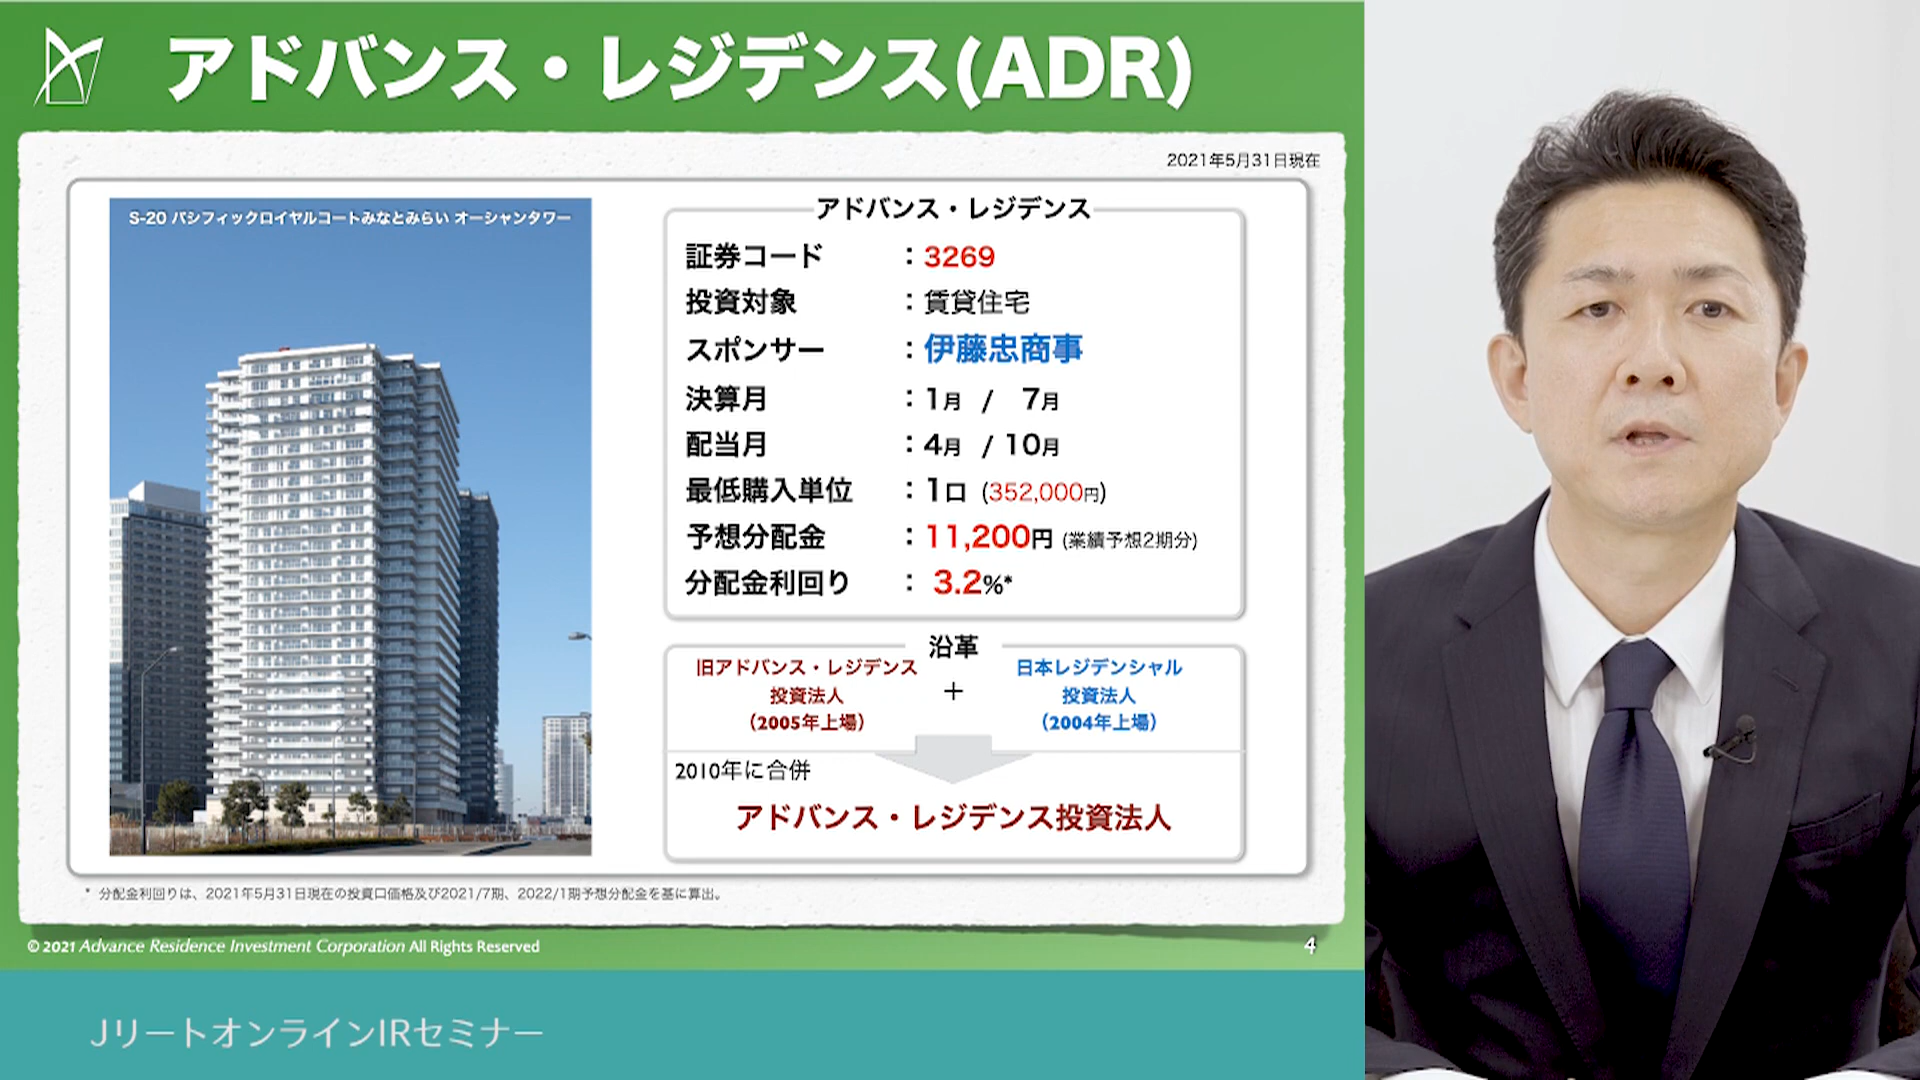 アドバンス・レジデンス(ADR)
2021年5月31日現在
S-20 パシフィックロイヤルコートみなとみらい オーシャンタワー
アドバンス・レジデンス
証券コード : 3269
投資対象 : 賃貸住宅
スポンサー : 伊藤忠商事
決算月 : 1月 / 7月
配当月 : 4月 / 10月
最低購入単位 : 1口 (352,000円)
予想分配金 : 11,200円 (業績予想2期分)
分配金利回り : 3.2%*
沿革
旧アドバンス・レジデンス
投資法人
(2005年上場)
+
日本レジデンシャル
投資法人
(2004年上場)
2010年に合併
アドバンス・レジデンス投資法人
* 分配金利回りは、2021年5月31日現在の投資口価格及び2021/7期、2022/1期予想分配金を基に算出。
© 2021 Advance Residence Investment Corporation All Rights Reserved
4
JリートオンラインIRセミナー